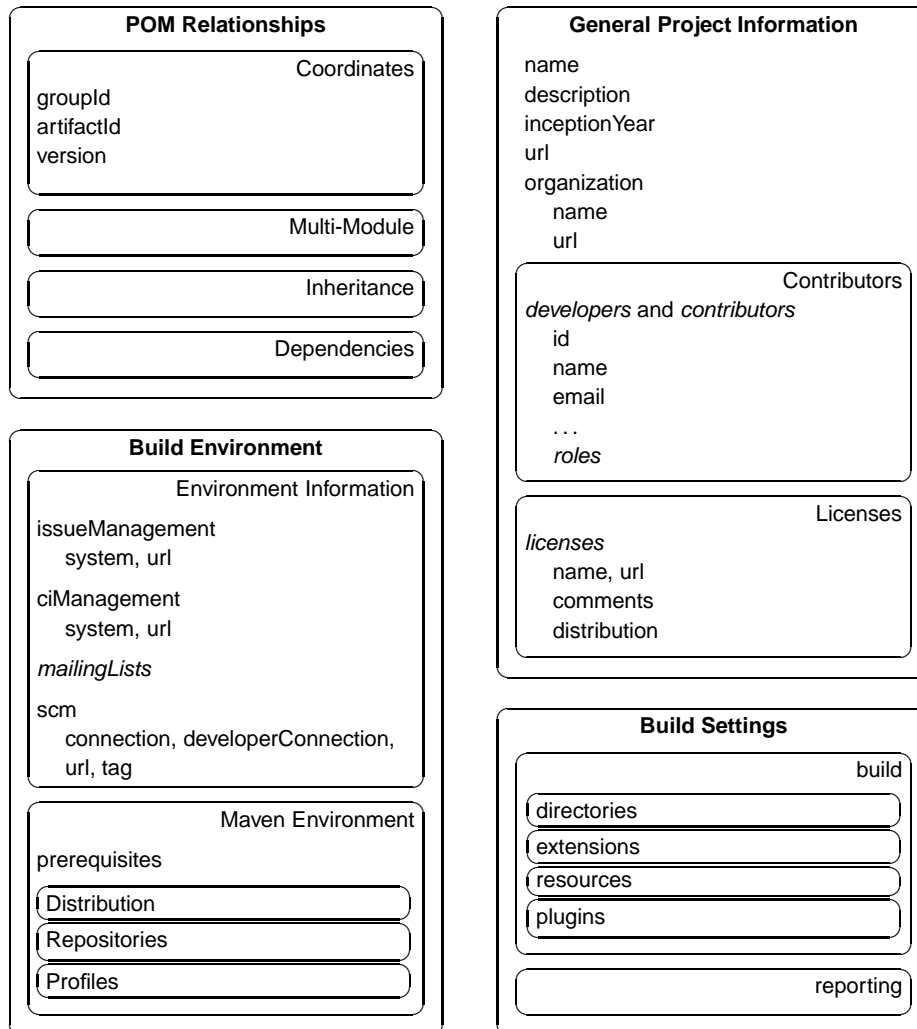 POM Relationships
Coordinates
groupId
artifactId
version
Multi-Module
Inheritance
Dependencies
Build Environment
Environment Information
issueManagement
system, url
ciManagement
system, url
mailingLists
scm
connection, developerConnection,
url, tag
Maven Environment
prerequisites
Distribution
Repositories
Profiles
General Project Information
name
description
inceptionYear
url
organization
name
url
Contributors
developers and contributors
id
name
email
...
roles
Licenses
licenses
name, url
comments
distribution
Build Settings
build
directories
extensions
resources
plugins
reporting